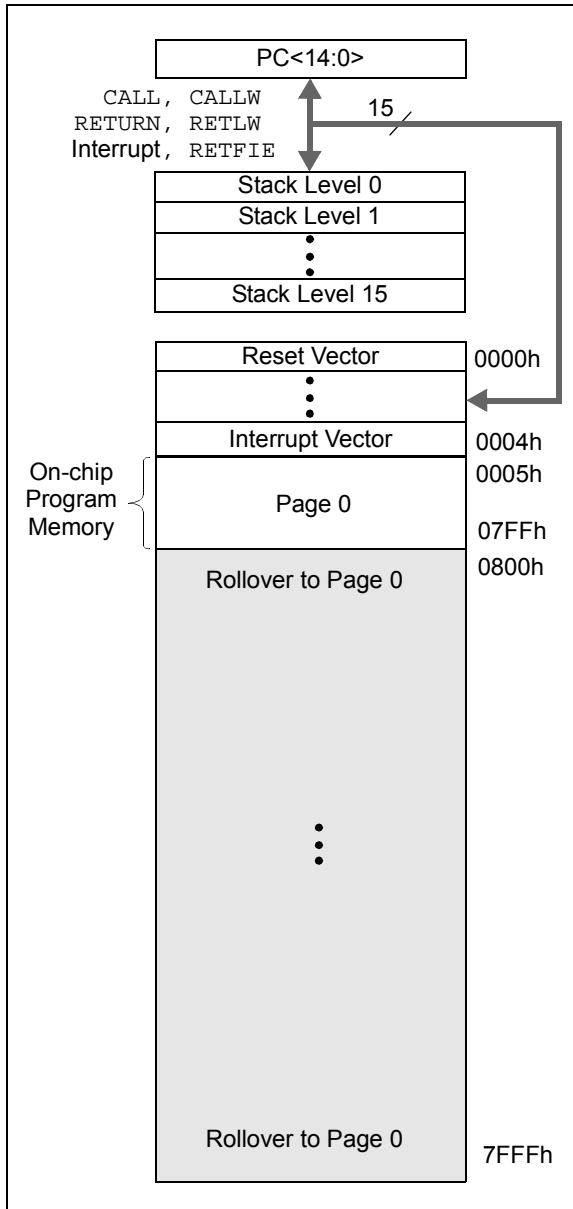 PC<14:0>
CALL, CALLW
RETURN, RETLW
Interrupt, RETFIE
15
Stack Level 0
Stack Level 1
Stack Level 15
Reset Vector
0000h
Interrupt Vector
0004h
On-chip
Program
Memory
Page 0
0005h
07FFh
Rollover to Page 0
0800h
Rollover to Page 0
7FFFh